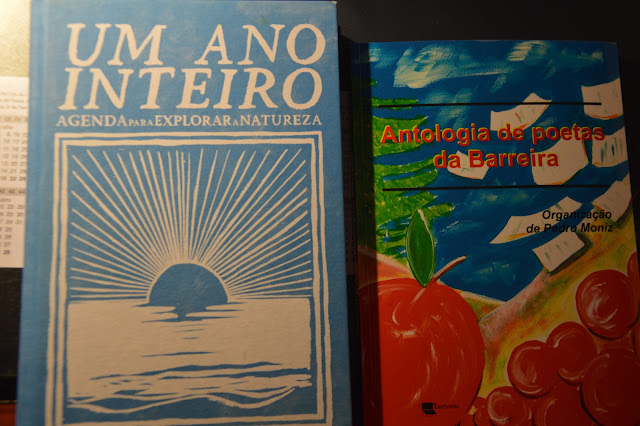 UM ANO
INTEIRO
AGENDA PARA EXPLORAR A NATUREZA
Antologia de poetas
da Barreira
Organização
de Pedro Moniz